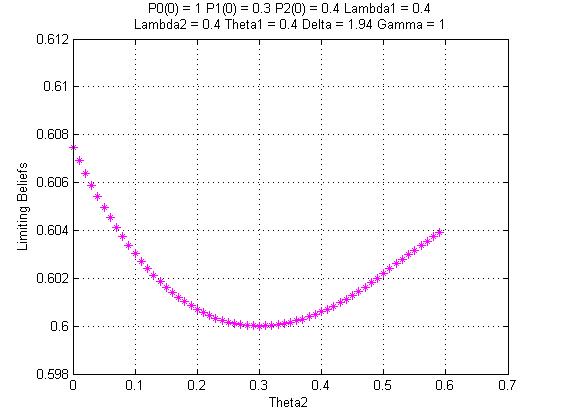 P0(0) = 1 P1(0) = 0.3 P2(0) = 0.4 Lambda1 = 0.4
Lambda2 = 0.4 Theta1 = 0.4 Delta = 1.94 Gamma = 1
0.612
0.61
0.608
0.606
0.604
0.602
0.6
0.598
Limiting Beliefs
0 0.1 0.2 0.3 0.4 0.5 0.6 0.7
Theta2